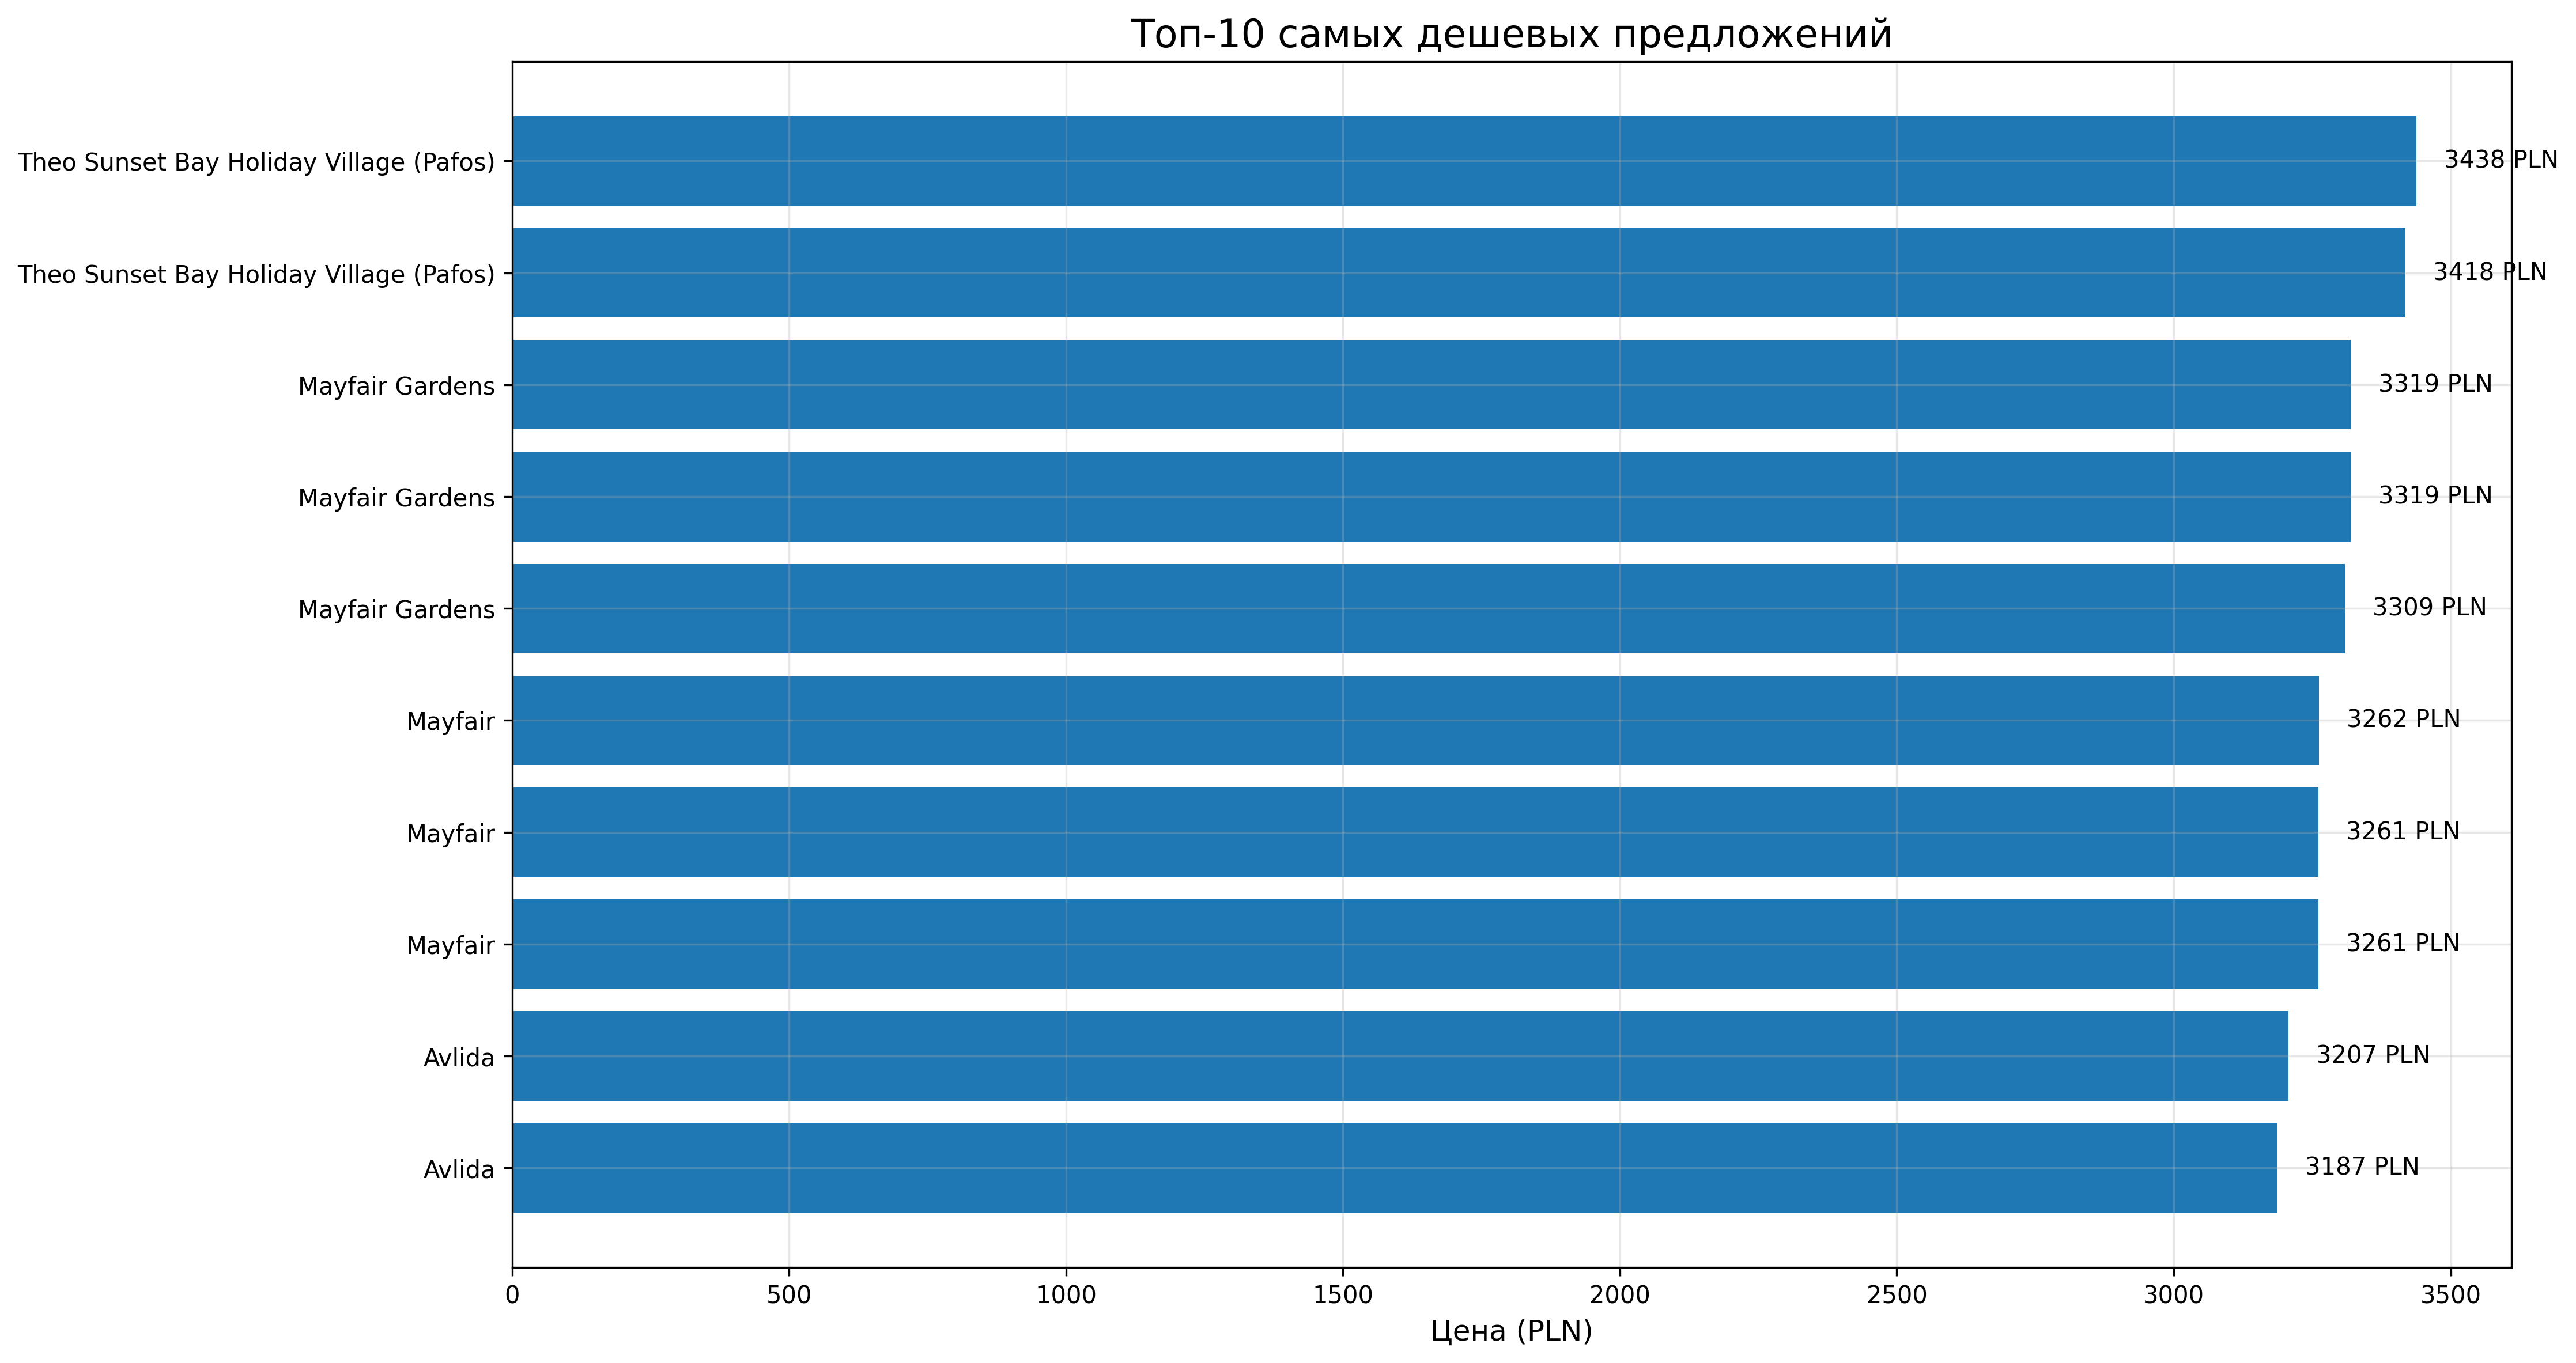 Топ-10 самых дешевых предложений
Theo Sunset Bay Holiday Village (Pafos) 3438 PLN
Theo Sunset Bay Holiday Village (Pafos) 3418 PLN
Mayfair Gardens 3319 PLN
Mayfair Gardens 3319 PLN
Mayfair Gardens 3309 PLN
Mayfair 3262 PLN
Mayfair 3261 PLN
Mayfair 3261 PLN
Avlida 3207 PLN
Avlida 3187 PLN
0 500 1000 1500 2000 2500 3000 3500
Цена (PLN)